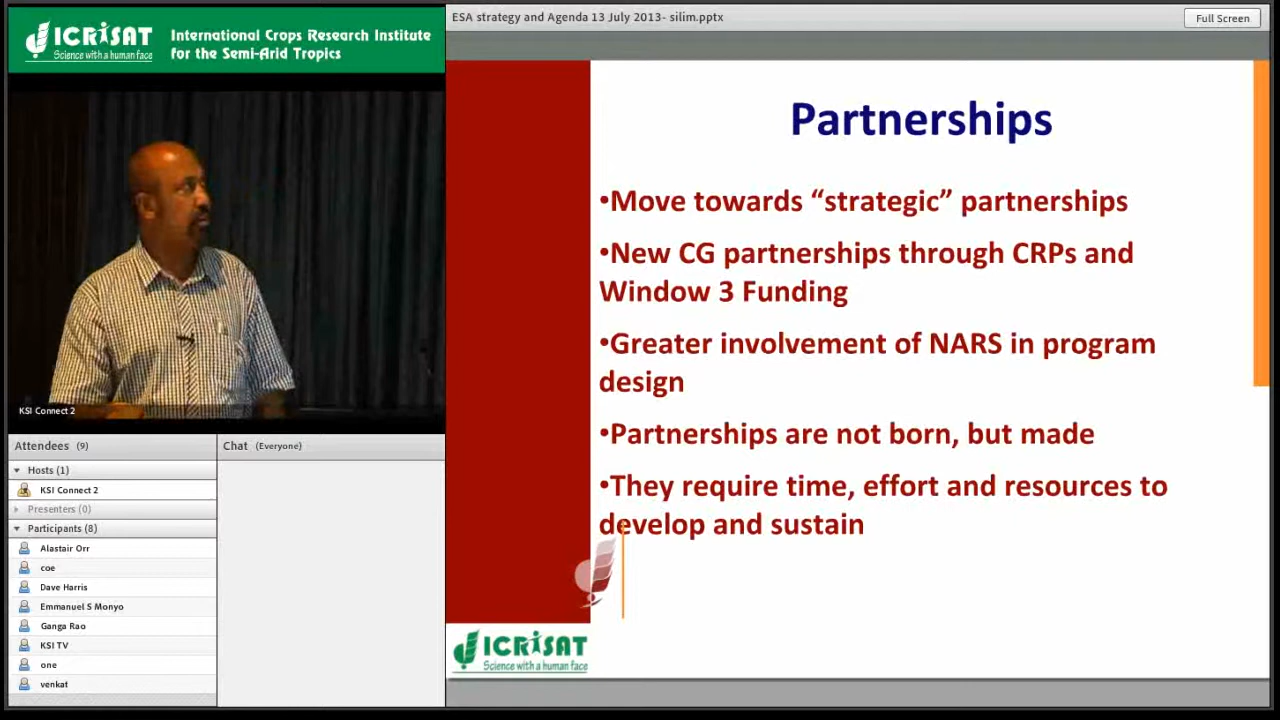 ICRISAT
Science with a human face
International Crops Research Institute
for the Semi-Arid Tropics
KSI Connect 2
Attendees (9)
Hosts (1)
KSI Connect 2
Presenters (0)
Participants (8)
Alastair Orr
coe
Dave Harris
Emmanuel S Monyo
Ganga Rao
KSI TV
one
venkat
Chat (Everyone)
ESA strategy and Agenda 13 July 2013- silim.pptx
Full Screen
Partnerships
•Move towards “strategic” partnerships
•New CG partnerships through CRPs and
Window 3 Funding
•Greater involvement of NARS in program
design
•Partnerships are not born, but made
•They require time, effort and resources to
develop and sustain
ICRISAT
Science with a human face